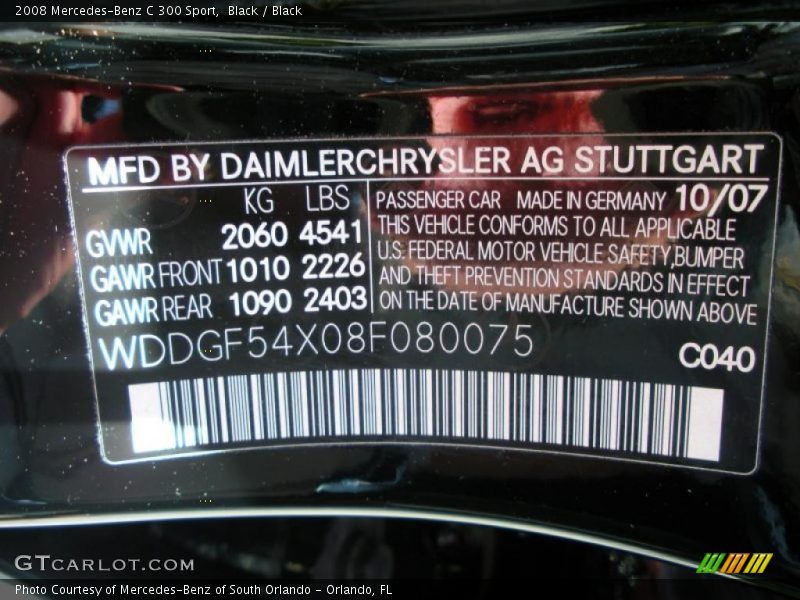 2008 Mercedes-Benz C 300 Sport, Black / Black
MFD BY DAIMLERCHRYSLER AG STUTTGART
KG LBS
GVWR 2060 4541
GAWR FRONT 1010 2226
GAWR REAR 1090 2403
PASSENGER CAR MADE IN GERMANY 10/07
THIS VEHICLE CONFORMS TO ALL APPLICABLE
U.S. FEDERAL MOTOR VEHICLE SAFETY, BUMPER
AND THEFT PREVENTION STANDARDS IN EFFECT
ON THE DATE OF MANUFACTURE SHOWN ABOVE
WDDGF54X08F080075
C040
GTCARLOT.COM
Photo Courtesy of Mercedes-Benz of South Orlando - Orlando, FL